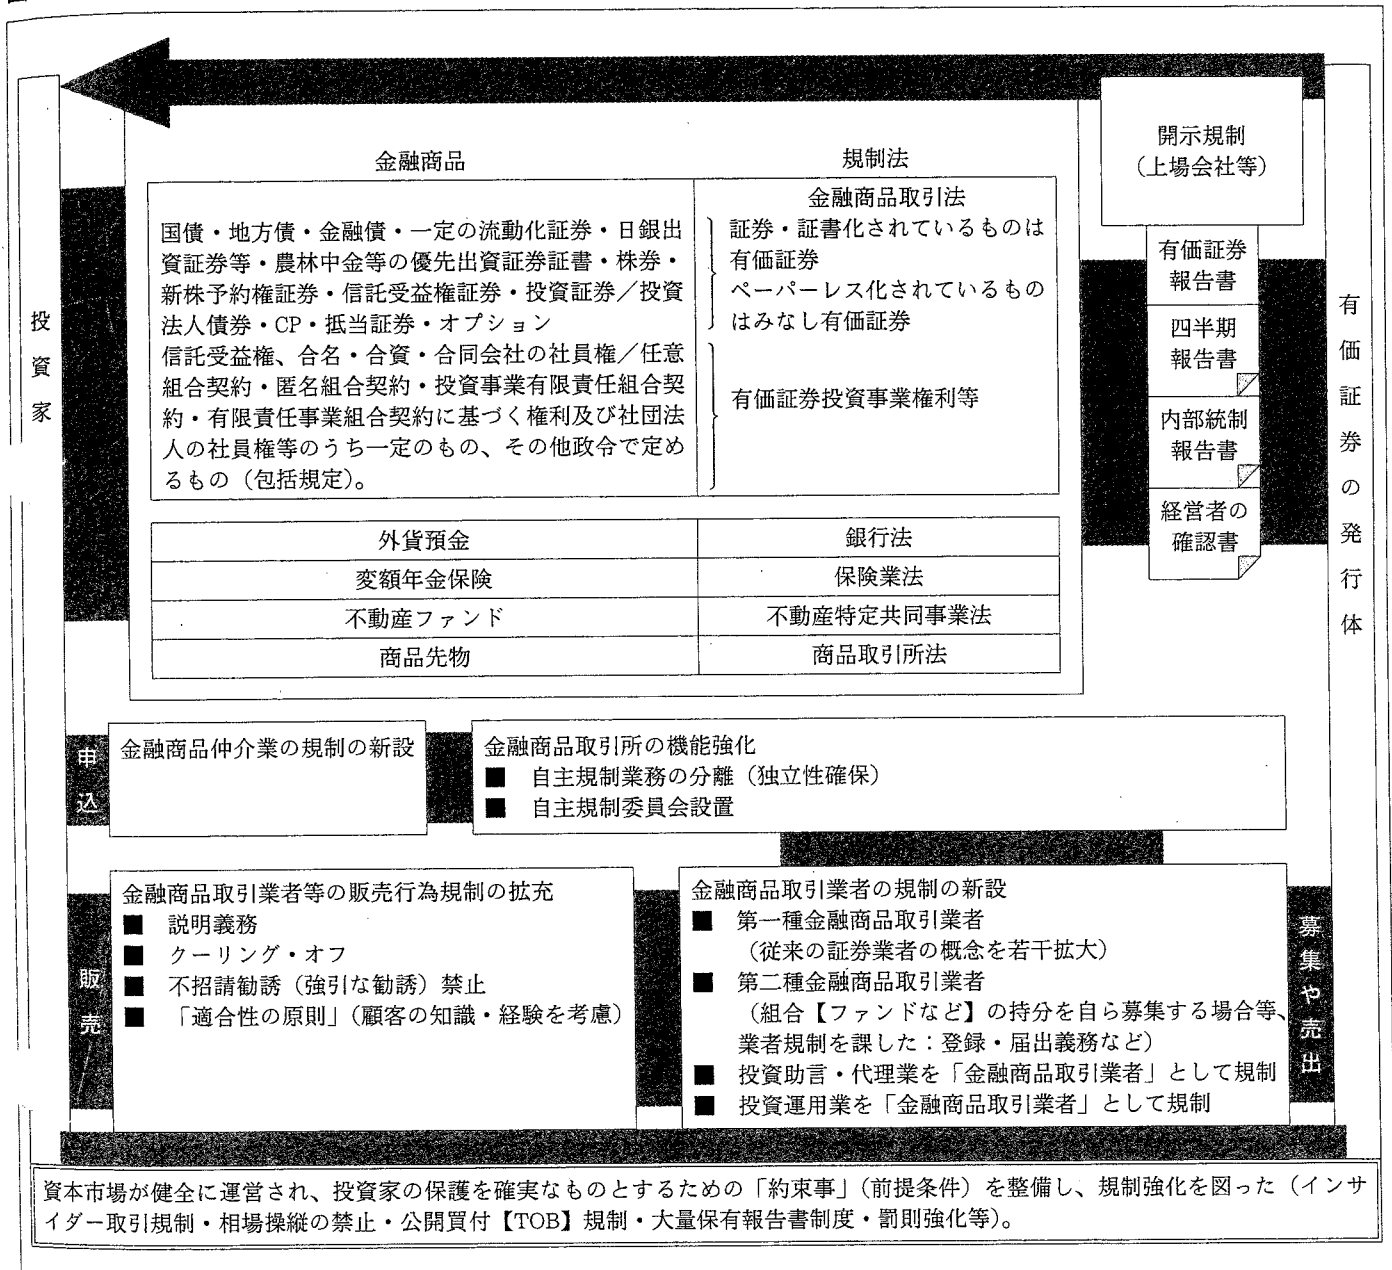 開示規制
（上場会社等）
有価証券
報告書
四半期
報告書
内部統制
報告書
経営者の
確認書
投資家
有価証券の発行体
金融商品
規制法
国債・地方債・金融債・一定の流動化証券・日銀出
資証券等・農林中金等の優先出資証券証書・株券・
新株予約権証券・信託受益権証券・投資証券／投資
法人債券・CP・抵当証券・オプション
信託受益権、合名・合資・合同会社の社員権／任意
組合契約・匿名組合契約・投資事業有限責任組合契
約・有限責任事業組合契約に基づく権利及び社団法
人の社員権等のうち一定のもの、その他政令で定め
るもの（包括規定）。
金融商品取引法
証券・証書化されているものは
有価証券
ペーパーレス化されているもの
はみなし有価証券
有価証券投資事業権利等
外貨預金
銀行法
変額年金保険
保険業法
不動産ファンド
不動産特定共同事業法
商品先物
商品取引所法
申込
金融商品仲介業の規制の新設
金融商品取引所の機能強化
■ 自主規制業務の分離（独立性確保）
■ 自主規制委員会設置
販売
金融商品取引業者等の販売行為規制の拡充
■ 説明義務
■ クーリング・オフ
■ 不招請勧誘（強引な勧誘）禁止
■ 「適合性の原則」（顧客の知識・経験を考慮）
金融商品取引業者の規制の新設
■ 第一種金融商品取引業者
（従来の証券業者の概念を若干拡大）
■ 第二種金融商品取引業者
（組合【ファンドなど】の持分を自ら募集する場合等、
業者規制を課した：登録・届出義務など）
■ 投資助言・代理業を「金融商品取引業者」として規制
■ 投資運用業を「金融商品取引業者」として規制
募集や売出
資本市場が健全に運営され、投資家の保護を確実なものとするための「約束事」（前提条件）を整備し、規制強化を図った（インサ
イダー取引規制・相場操縦の禁止・公開買付【TOB】規制・大量保有報告書制度・罰則強化等）。